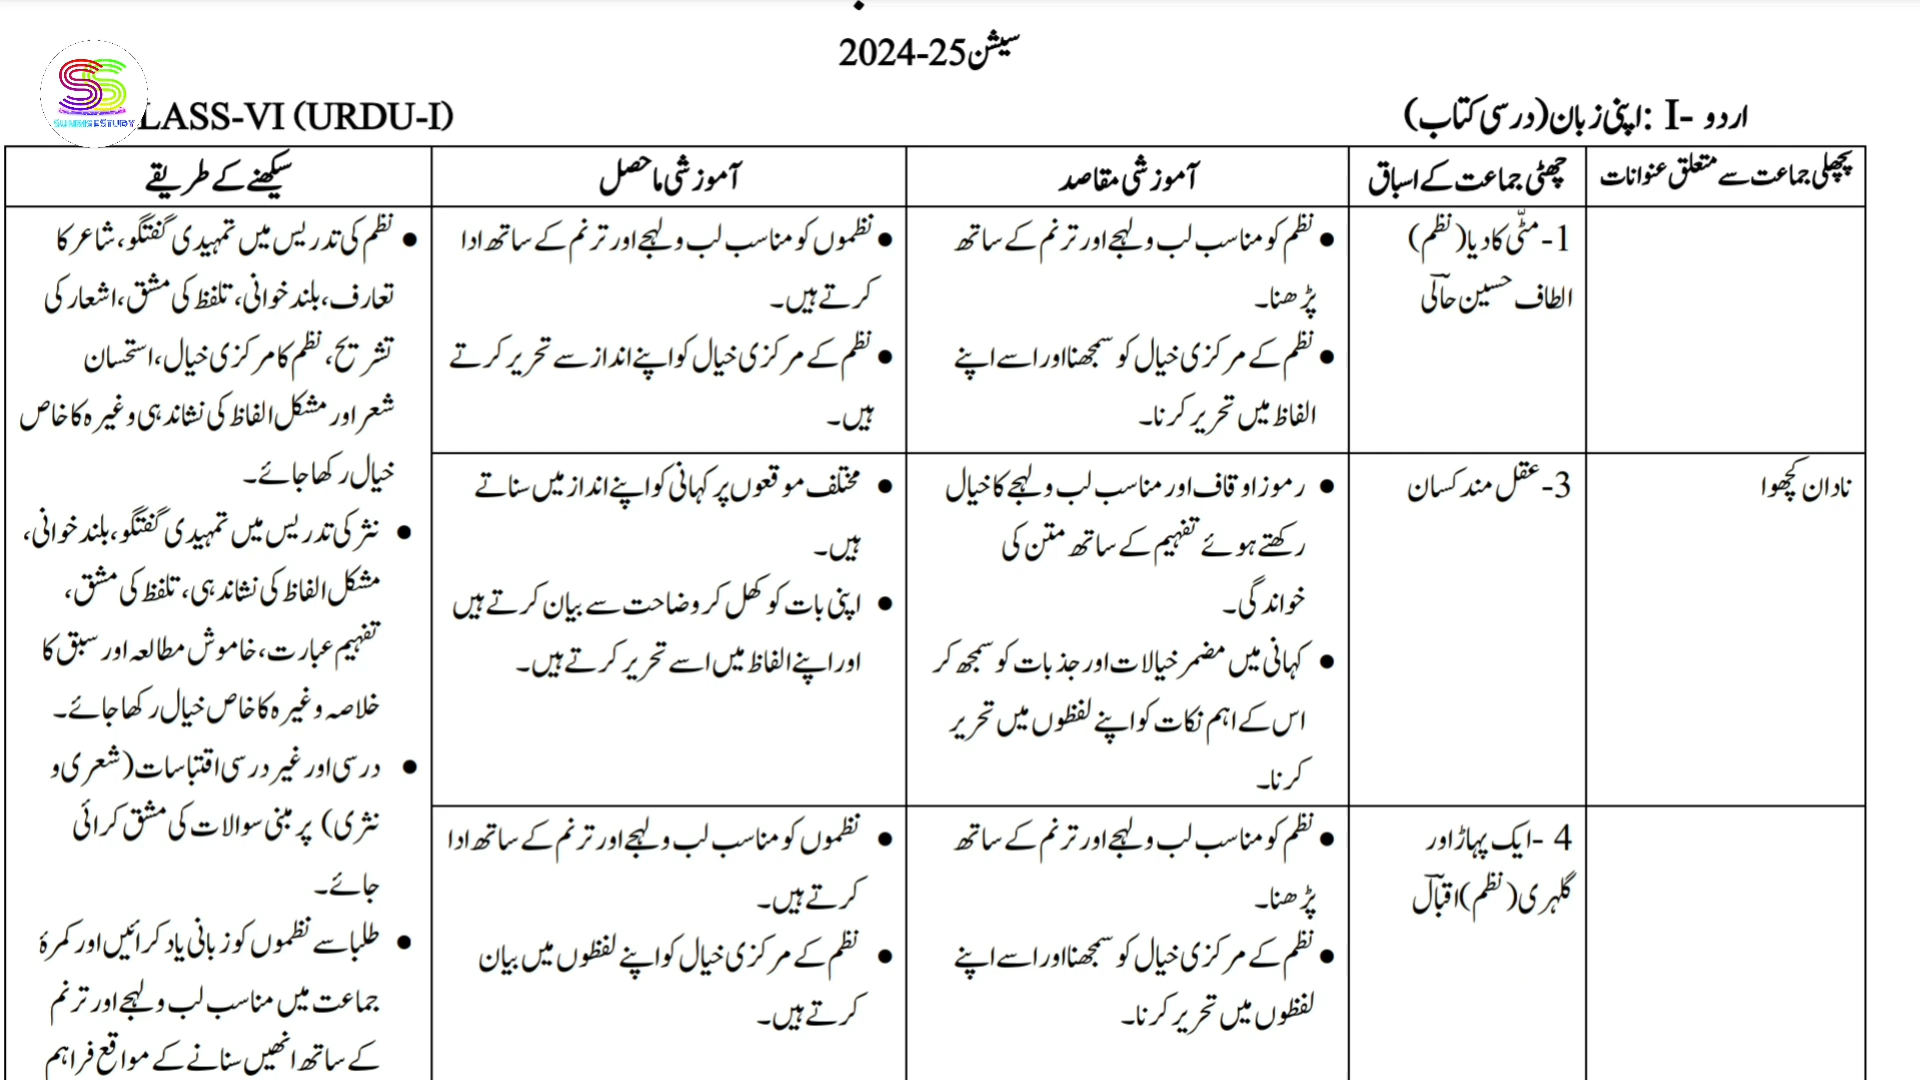 سیشن 2024-25
LASS-VI (URDU-I)
اردو -I : اپنی زبان (درسی کتاب)
پچھلی جماعت سے متعلق عنوانات
چھٹی جماعت کے اسباق
آموزشی مقاصد
آموزشی ماحصل
سیکھنے کے طریقے
1- مٹّی کا دیا (نظم)
الطاف حسین حالیؔ
● نظم کو مناسب لب و لہجے اور ترنم کے ساتھ
پڑھنا۔
● نظم کے مرکزی خیال کو سمجھنا اور اسے اپنے
الفاظ میں تحریر کرنا۔
● نظموں کو مناسب لب و لہجے اور ترنم کے ساتھ ادا
کرتے ہیں۔
● نظم کے مرکزی خیال کو اپنے انداز سے تحریر کرتے
ہیں۔
نادان کچھوا
3- عقل مند کسان
● رموز اوقاف اور مناسب لب و لہجے کا خیال
رکھتے ہوئے تفہیم کے ساتھ متن کی
خواندگی۔
● کہانی میں مضمر خیالات اور جذبات کو سمجھ کر
اس کے اہم نکات کو اپنے لفظوں میں تحریر
کرنا۔
● مختلف موقعوں پر کہانی کو اپنے انداز میں سناتے
ہیں۔
● اپنی بات کو کھل کر وضاحت سے بیان کرتے ہیں
اور اپنے الفاظ میں اسے تحریر کرتے ہیں۔
4- ایک پہاڑ اور
گلہری (نظم) اقبالؔ
● نظم کو مناسب لب و لہجے اور ترنم کے ساتھ
پڑھنا۔
● نظم کے مرکزی خیال کو سمجھنا اور اسے اپنے
لفظوں میں تحریر کرنا۔
● نظموں کو مناسب لب و لہجے اور ترنم کے ساتھ ادا
کرتے ہیں۔
● نظم کے مرکزی خیال کو اپنے لفظوں میں بیان
کرتے ہیں۔
● نظم کی تدریس میں تمہیدی گفتگو، شاعر کا
تعارف، بلند خوانی، تلفظ کی مشق، اشعار کی
تشریح، نظم کا مرکزی خیال، استحسان
شعر اور مشکل الفاظ کی نشاندہی وغیرہ کا خاص
خیال رکھا جائے۔
● نثر کی تدریس میں تمہیدی گفتگو، بلند خوانی،
مشکل الفاظ کی نشاندہی، تلفظ کی مشق،
تفہیم عبارت، خاموش مطالعہ اور سبق کا
خلاصہ وغیرہ کا خاص خیال رکھا جائے۔
● درسی اور غیر درسی اقتباسات (شعری و
نثری) پر مبنی سوالات کی مشق کرائی
جائے۔
● طلبا سے نظموں کو زبانی یاد کرائیں اور کمرۂ
جماعت میں مناسب لب و لہجے اور ترنم
کے ساتھ انھیں سنانے کے مواقع فراہم